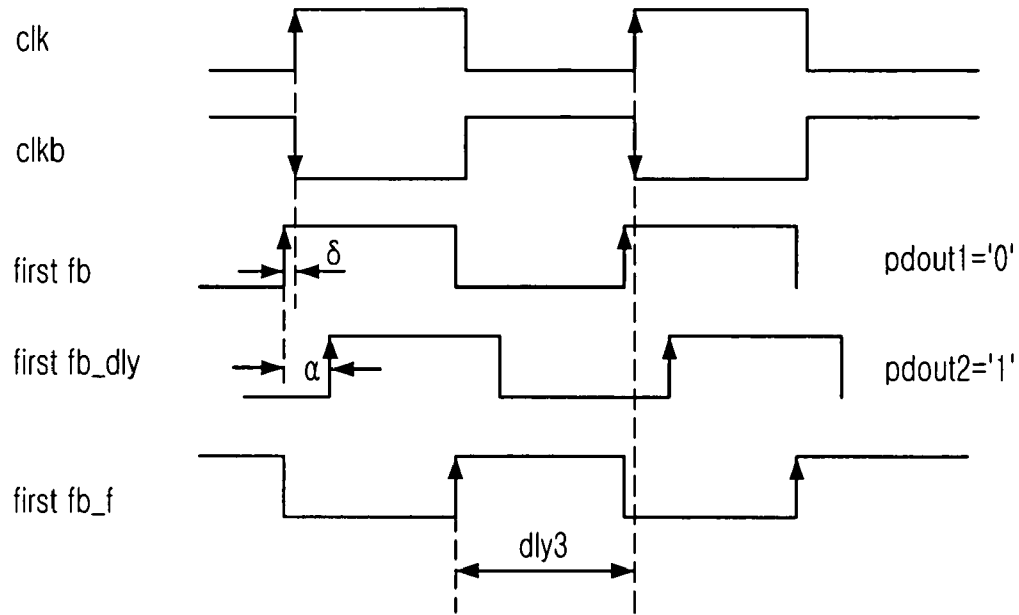 clk
clkb
first fb
δ
pdout1='0'
first fb_dly
α
pdout2='1'
first fb_f
dly3